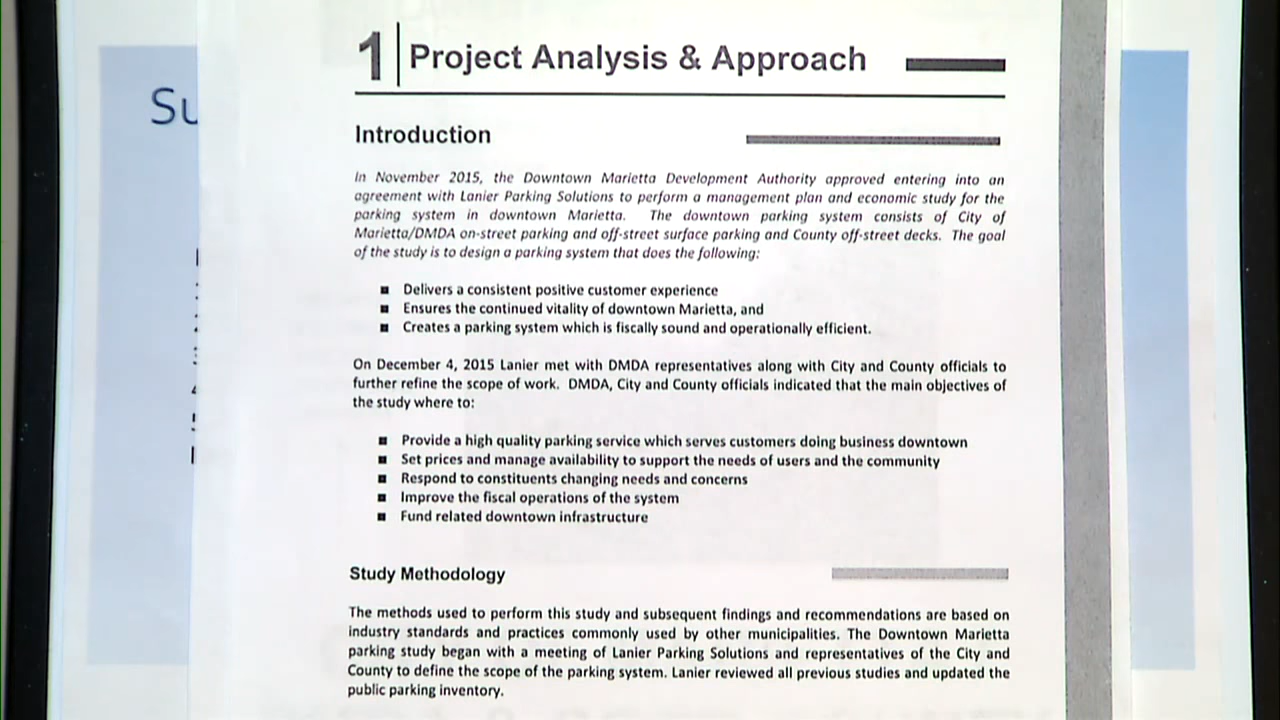 Su
1 Project Analysis & Approach
Introduction
In November 2015, the Downtown Marietta Development Authority approved entering into an
agreement with Lanier Parking Solutions to perform a management plan and economic study for the
parking system in downtown Marietta. The downtown parking system consists of City of
Marietta/DMDA on-street parking and off-street surface parking and County off-street decks. The goal
of the study is to design a parking system that does the following:
■ Delivers a consistent positive customer experience
■ Ensures the continued vitality of downtown Marietta, and
■ Creates a parking system which is fiscally sound and operationally efficient.
On December 4, 2015 Lanier met with DMDA representatives along with City and County officials to
further refine the scope of work. DMDA, City and County officials indicated that the main objectives of
the study where to:
■ Provide a high quality parking service which serves customers doing business downtown
■ Set prices and manage availability to support the needs of users and the community
■ Respond to constituents changing needs and concerns
■ Improve the fiscal operations of the system
■ Fund related downtown infrastructure
Study Methodology
The methods used to perform this study and subsequent findings and recommendations are based on
industry standards and practices commonly used by other municipalities. The Downtown Marietta
parking study began with a meeting of Lanier Parking Solutions and representatives of the City and
County to define the scope of the parking system. Lanier reviewed all previous studies and updated the
public parking inventory.